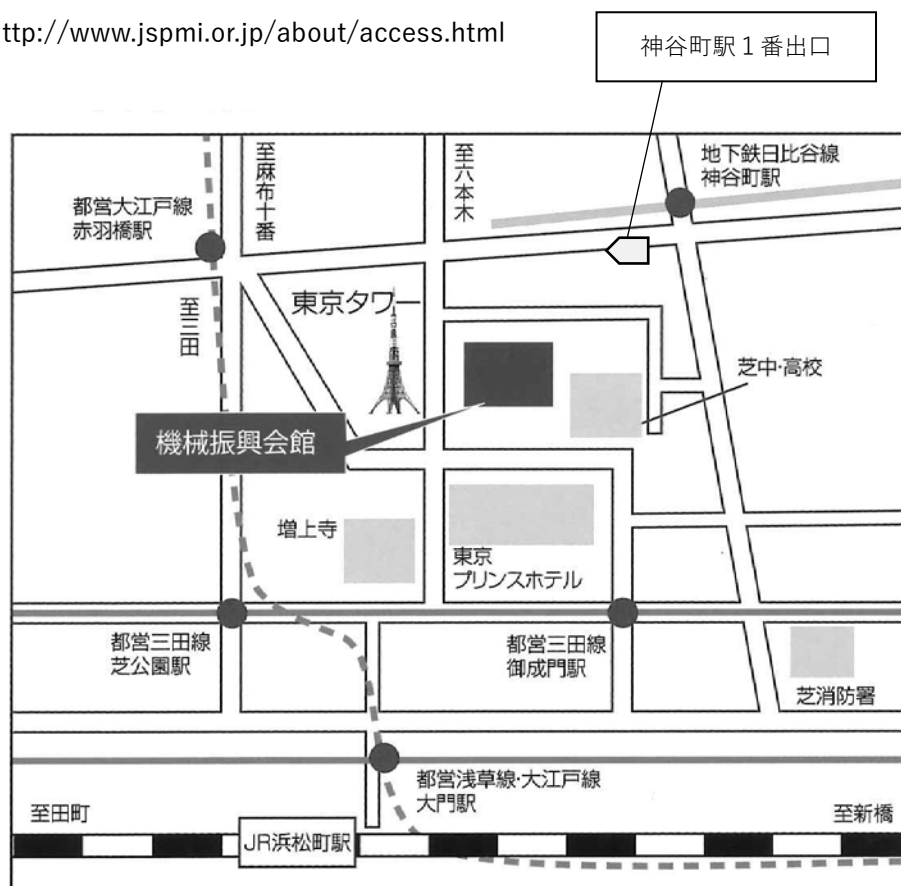 ttp://www.jspmi.or.jp/about/access.html
神谷町駅１番出口
至麻布十番
至六本木
地下鉄日比谷線
神谷町駅
都営大江戸線
赤羽橋駅
至三田
東京タワー
芝中・高校
機械振興会館
増上寺
東京
プリンスホテル
都営三田線
芝公園駅
都営三田線
御成門駅
芝消防署
都営浅草線・大江戸線
大門駅
至田町
至新橋
JR浜松町駅